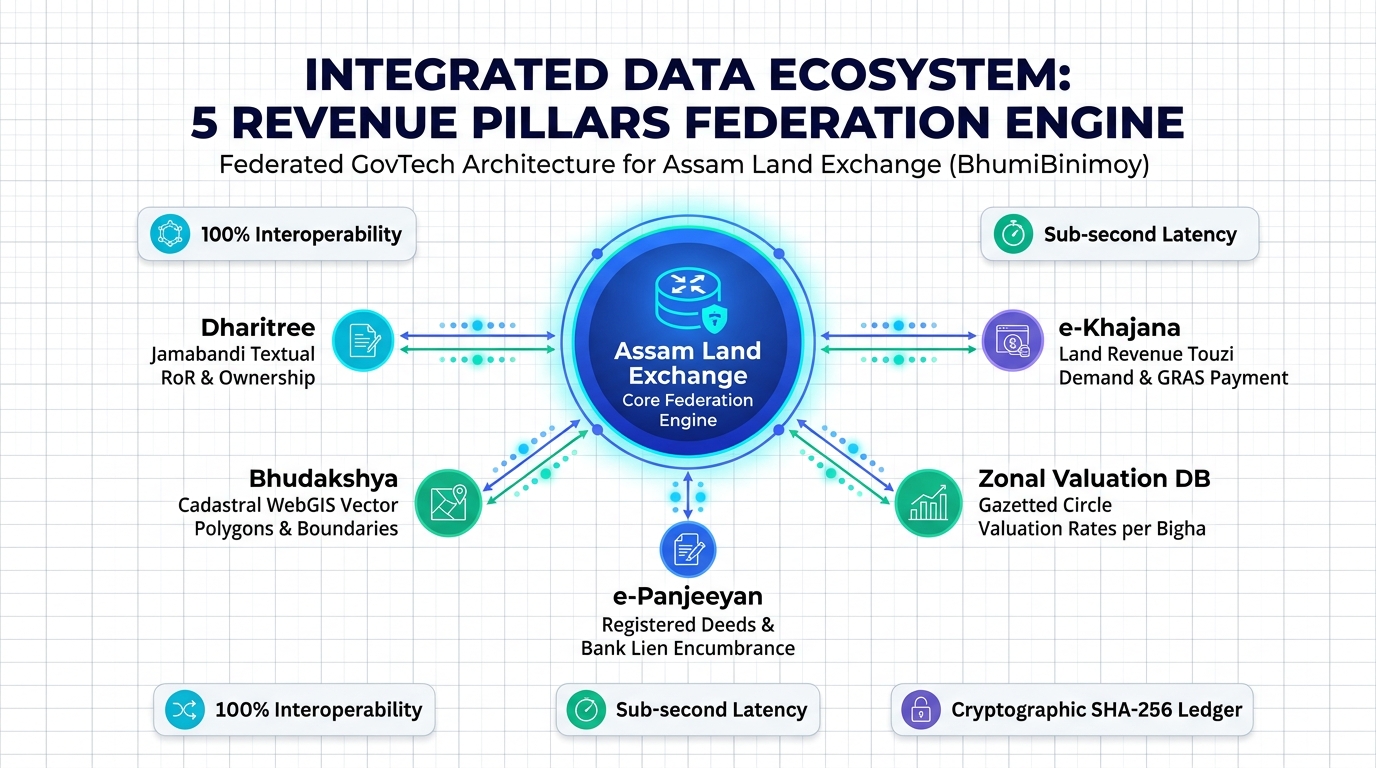 INTEGRATED DATA ECOSYSTEM:
5 REVENUE PILLARS FEDERATION ENGINE
Federated GovTech Architecture for Assam Land Exchange (BhumiBinimoy)
100% Interoperability
Sub-second Latency
Dharitree
Jamabandi Textual
RoR & Ownership
Assam Land
Exchange
Core Federation
Engine
e-Khajana
Land Revenue Touzi
Demand & GRAS Payment
Bhudakshya
Cadastral WebGIS Vector
Polygons & Boundaries
Zonal Valuation DB
Gazetted Circle
Valuation Rates per Bigha
e-Panjeeyan
Registered Deeds &
Bank Lien Encumbrance
100% Interoperability
Sub-second Latency
Cryptographic SHA-256 Ledger